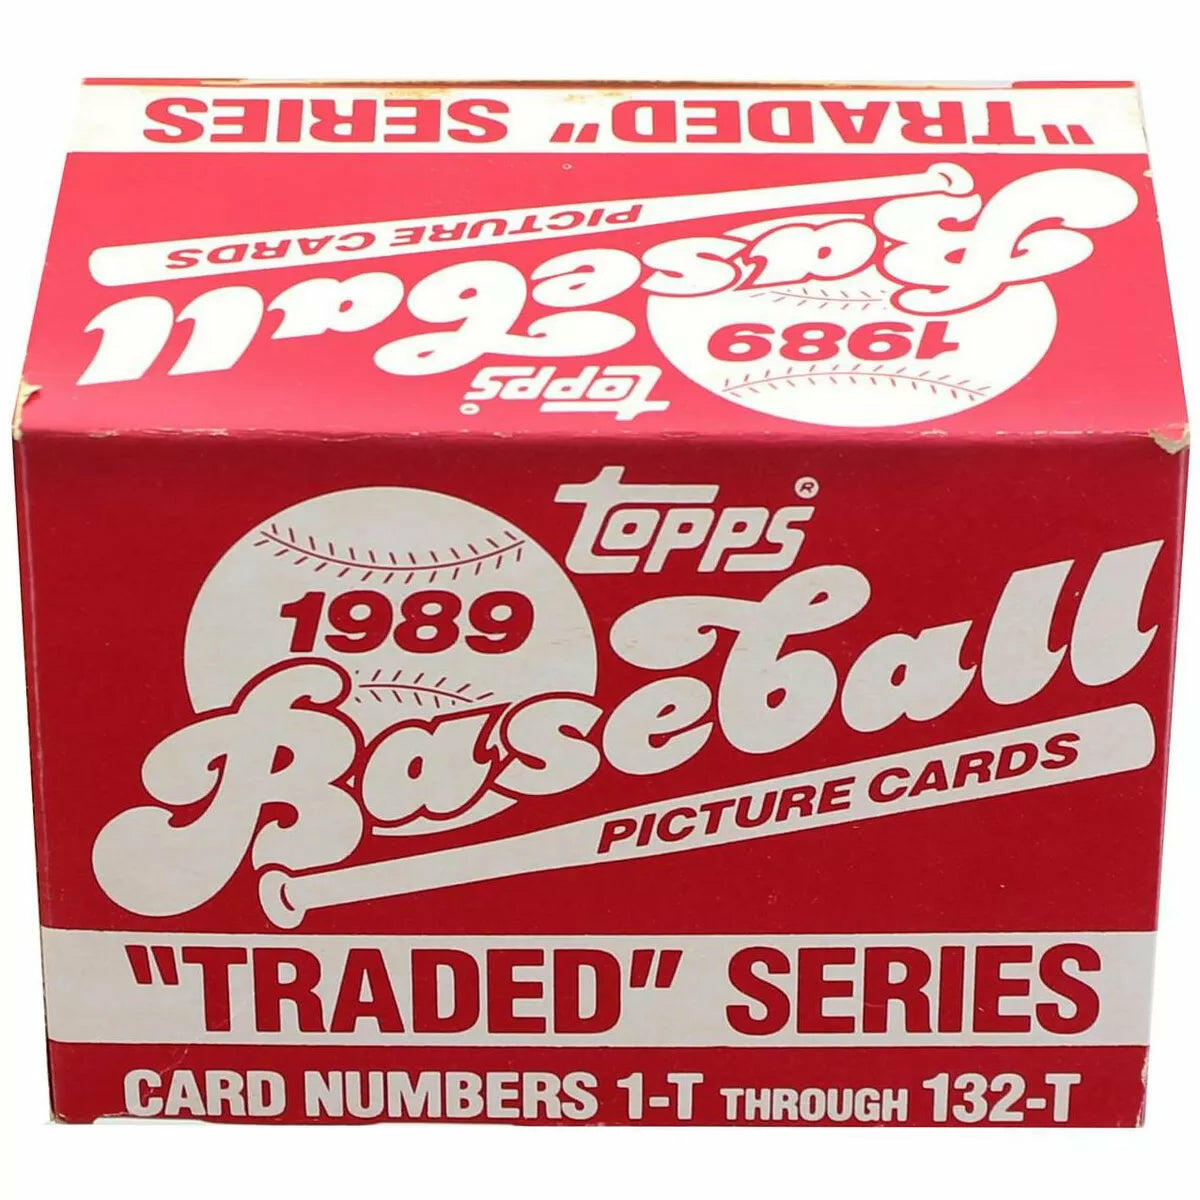 "TRADED" SERIES
PICTURE CARDS
Baseball
1989
topps®
topps®
1989
Baseball
PICTURE CARDS
"TRADED" SERIES
CARD NUMBERS 1-T THROUGH 132-T